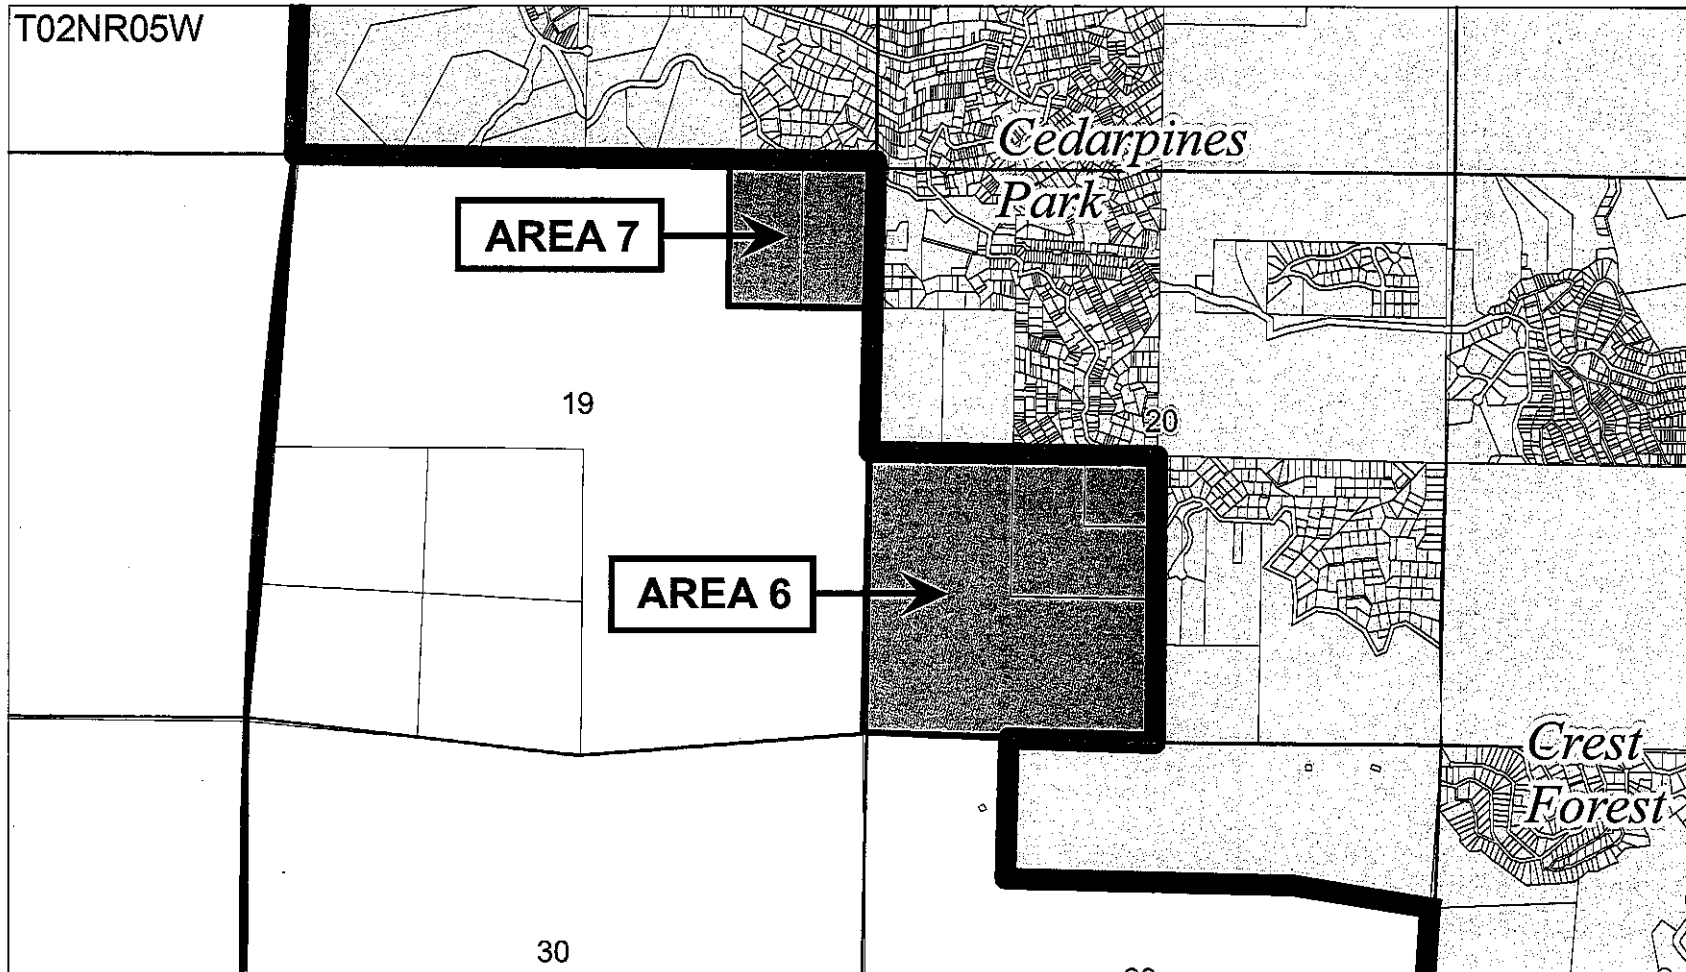 T02NR05W
Cedarpines
Park
AREA 7
19
20
AREA 6
Crest
Forest
30